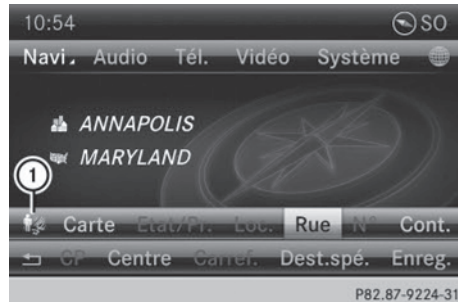 10:54 SO
Navi Audio Tél. Vidéo Système
ANNAPOLIS
MARYLAND
1
Carte Etat/Pr. Loc. Rue N° Cont.
CP Centre Carref. Dest.spé. Enreg.
P82.87-9224-31